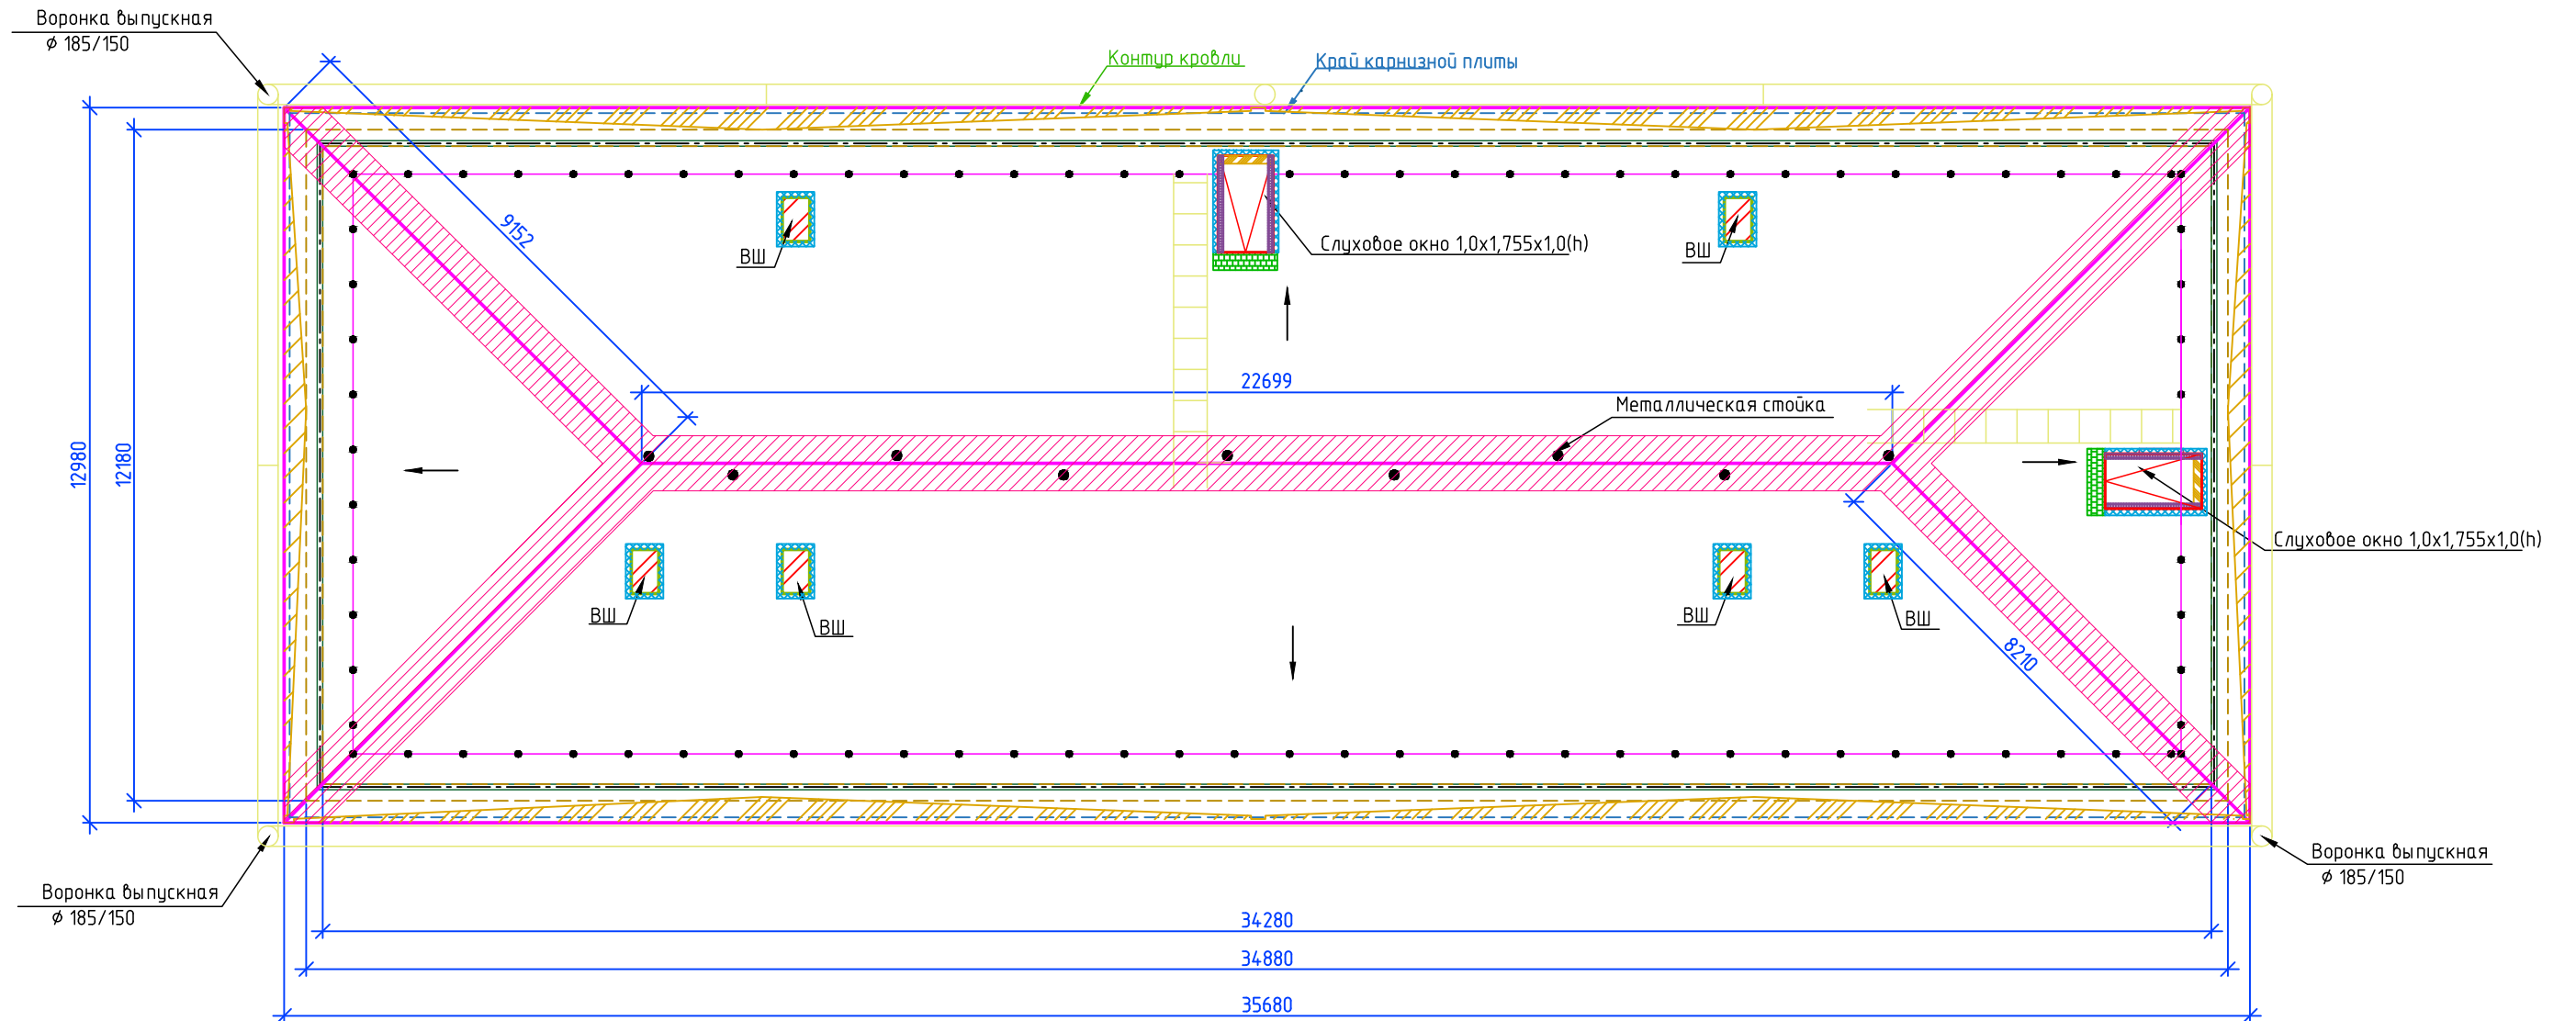 Воронка выпускная
ϕ 185/150
Контур кровли
Край карнизной плиты
9152
ВШ
Слуховое окно 1,0х1,755х1,0(h)
ВШ
22699
Металлическая стойка
12980
12180
Слуховое окно 1,0х1,755х1,0(h)
ВШ
ВШ
ВШ
ВШ
8210
Воронка выпускная
ϕ 185/150
Воронка выпускная
ϕ 185/150
34280
34880
35680